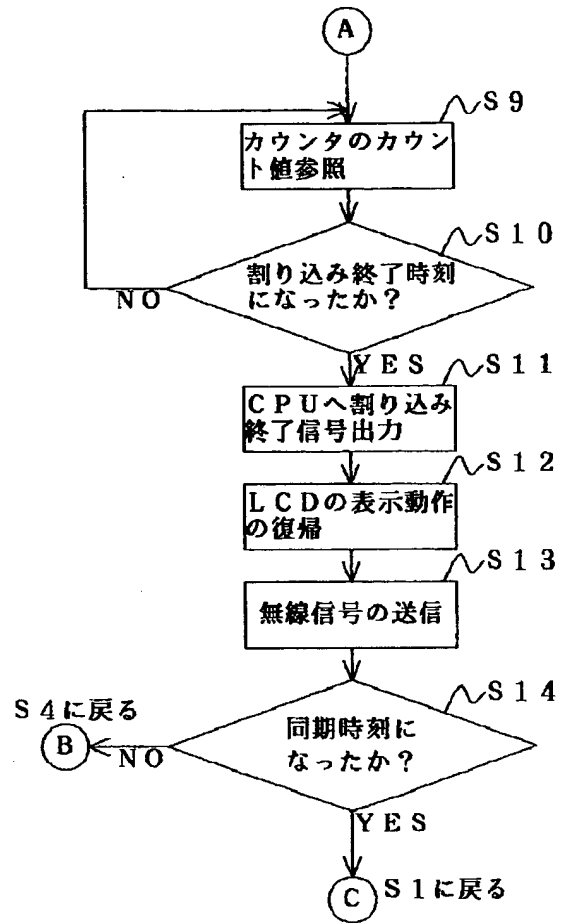 A
S9
カウンタのカウン
ト値参照
S10
割り込み終了時刻
になったか？
NO
YES
S11
CPUへ割り込み
終了信号出力
S12
LCDの表示動作
の復帰
S13
無線信号の送信
S14
S4に戻る
同期時刻に
なったか？
B
NO
YES
C
S1に戻る